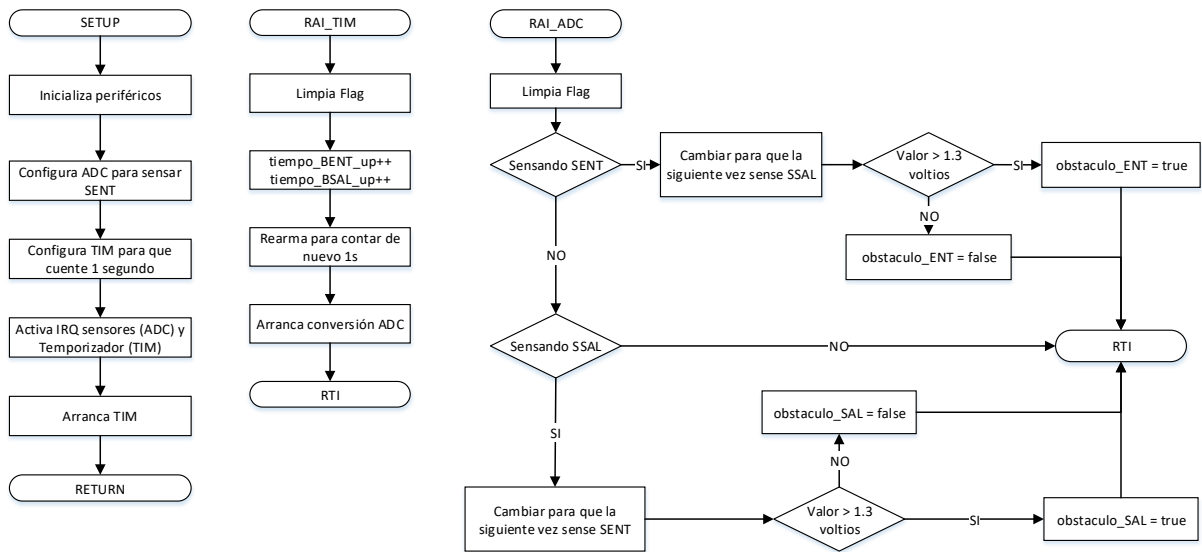 SETUP
Inicializa periféricos
Configura ADC para sensar
SENT
Configura TIM para que
cuente 1 segundo
Activa IRQ sensores (ADC) y
Temporizador (TIM)
Arranca TIM
RETURN
RAI_TIM
Limpia Flag
tiempo_BENT_up++
tiempo_BSAL_up++
Rearma para contar de
nuevo 1s
Arranca conversión ADC
RTI
RAI_ADC
Limpia Flag
Sensando SENT
SI
Cambiar para que la
siguiente vez sense SSAL
Valor > 1.3
voltios
SI
obstaculo_ENT = true
NO
obstaculo_ENT = false
NO
Sensando SSAL
NO
RTI
SI
obstaculo_SAL = false
NO
Cambiar para que la
siguiente vez sense SENT
Valor > 1.3
voltios
SI
obstaculo_SAL = true